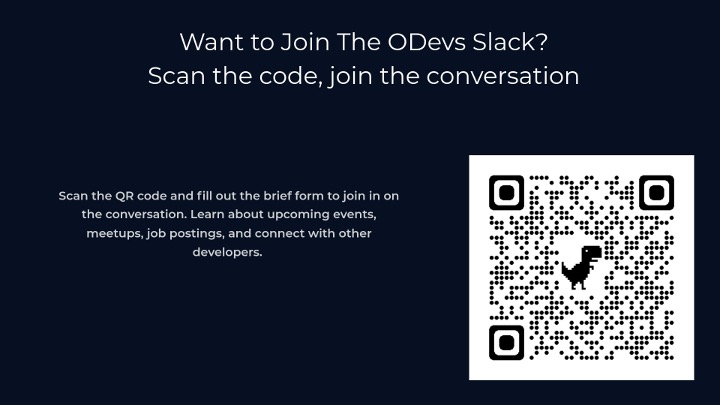 Want to Join The ODevs Slack?
Scan the code, join the conversation
Scan the QR code and fill out the brief form to join in on
the conversation. Learn about upcoming events,
meetups, job postings, and connect with other
developers.